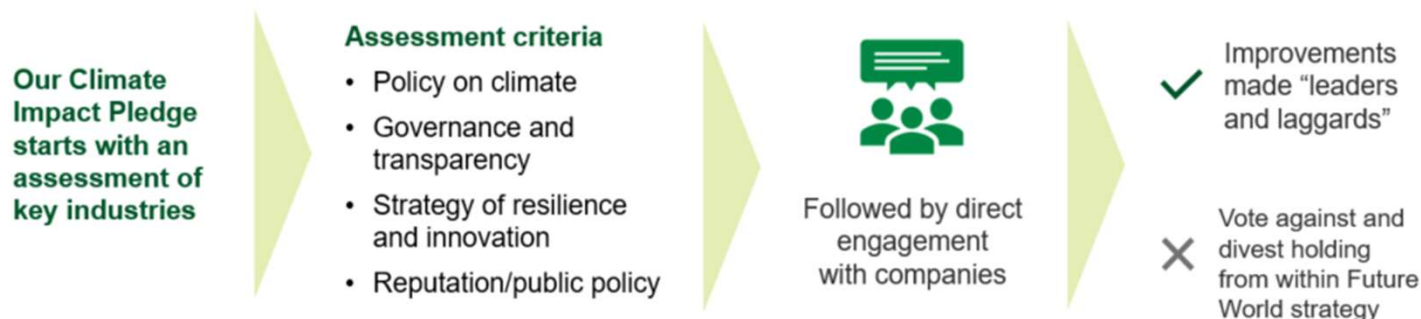 Our Climate
Impact Pledge
starts with an
assessment of
key industries
Assessment criteria
• Policy on climate
• Governance and
transparency
• Strategy of resilience
and innovation
• Reputation/public policy
Followed by direct
engagement
with companies
Improvements
made “leaders
and laggards”
Vote against and
divest holding
from within Future
World strategy